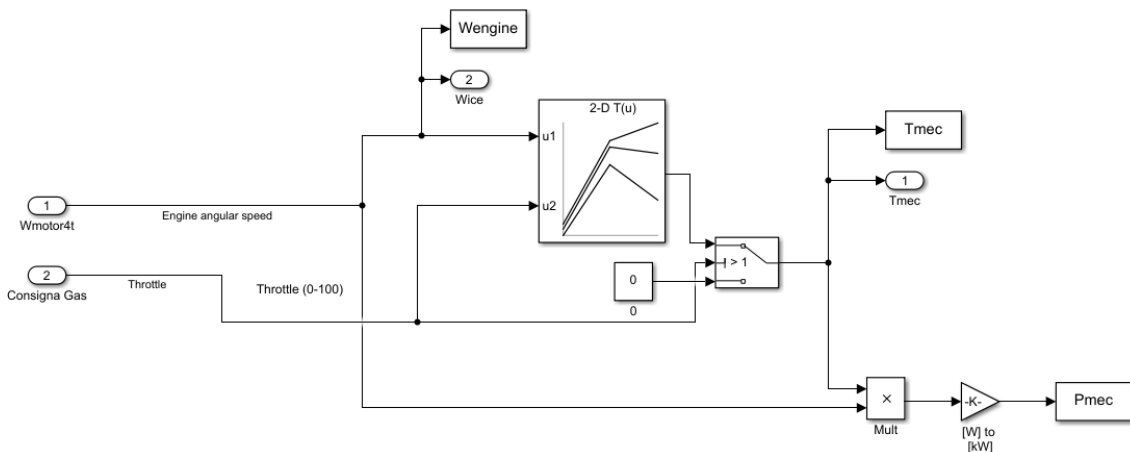 Wengine
2
Wice
2-D T(u)
u1
u2
Tmec
1
Tmec
1
Wmotor4t
Engine angular speed
2
Consigna Gas
Throttle
Throttle (0-100)
> 1
0
0
×
Mult
-K-
[W] to
[kW]
Pmec